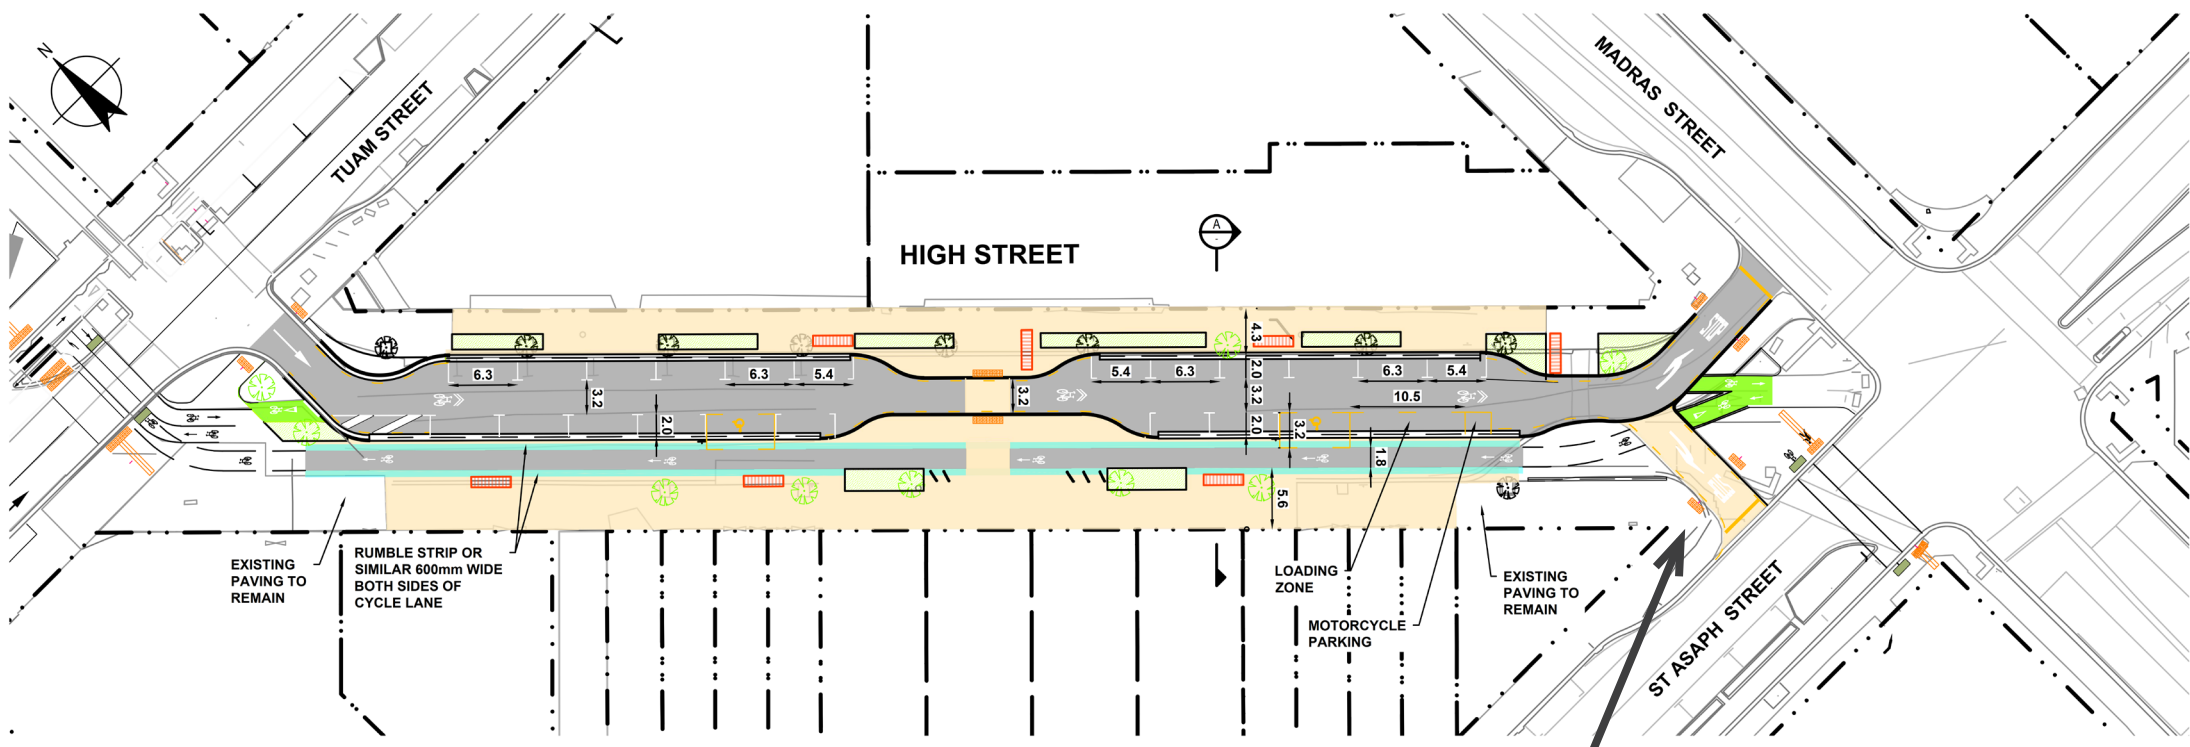 N
TUAM STREET
MADRAS STREET
A
-
HIGH STREET
4.3
6.3
6.3
5.4
5.4
6.3
2.0
6.3
5.4
3.2
3.2
3.2
10.5
2.0
2.0
3.2
1.8
5.6
STOP
STOP
EXISTING
PAVING TO
REMAIN
RUMBLE STRIP OR
SIMILAR 600mm WIDE
BOTH SIDES OF
CYCLE LANE
LOADING
ZONE
MOTORCYCLE
PARKING
EXISTING
PAVING TO
REMAIN
ST ASAPH STREET